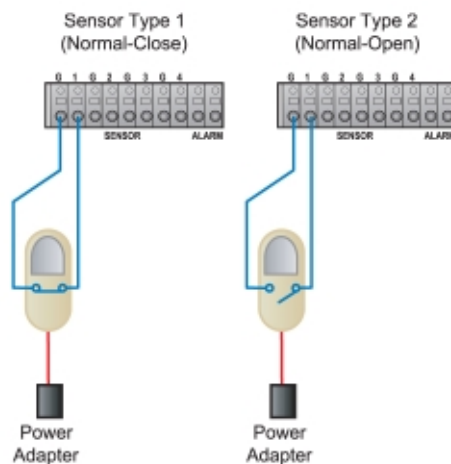 Sensor Type 1
(Normal-Close)
G 1 G 2 G 3 G 4
SENSOR ALARM
Power
Adapter
Sensor Type 2
(Normal-Open)
G 1 G 2 G 3 G 4
SENSOR ALARM
Power
Adapter